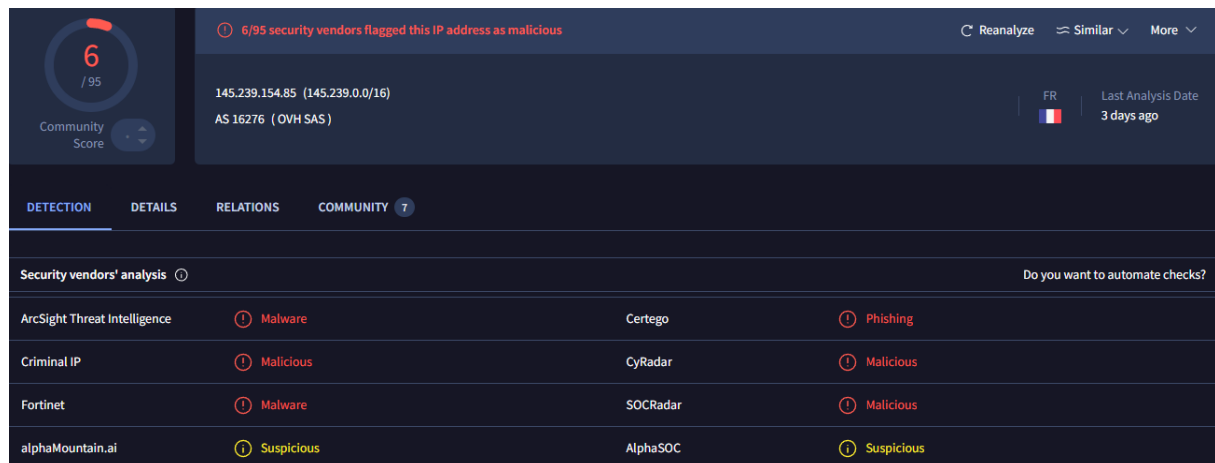 6
/ 95
Community
Score
6/95 security vendors flagged this IP address as malicious
Reanalyze
Similar
More
145.239.154.85 (145.239.0.0/16)
AS 16276 ( OVH SAS )
FR
Last Analysis Date
3 days ago
DETECTION DETAILS RELATIONS COMMUNITY 7
Security vendors' analysis Do you want to automate checks?
ArcSight Threat Intelligence Malware Certego Phishing
Criminal IP Malicious CyRadar Malicious
Fortinet Malware SOCRadar Malicious
alphaMountain.ai Suspicious AlphaSOC Suspicious